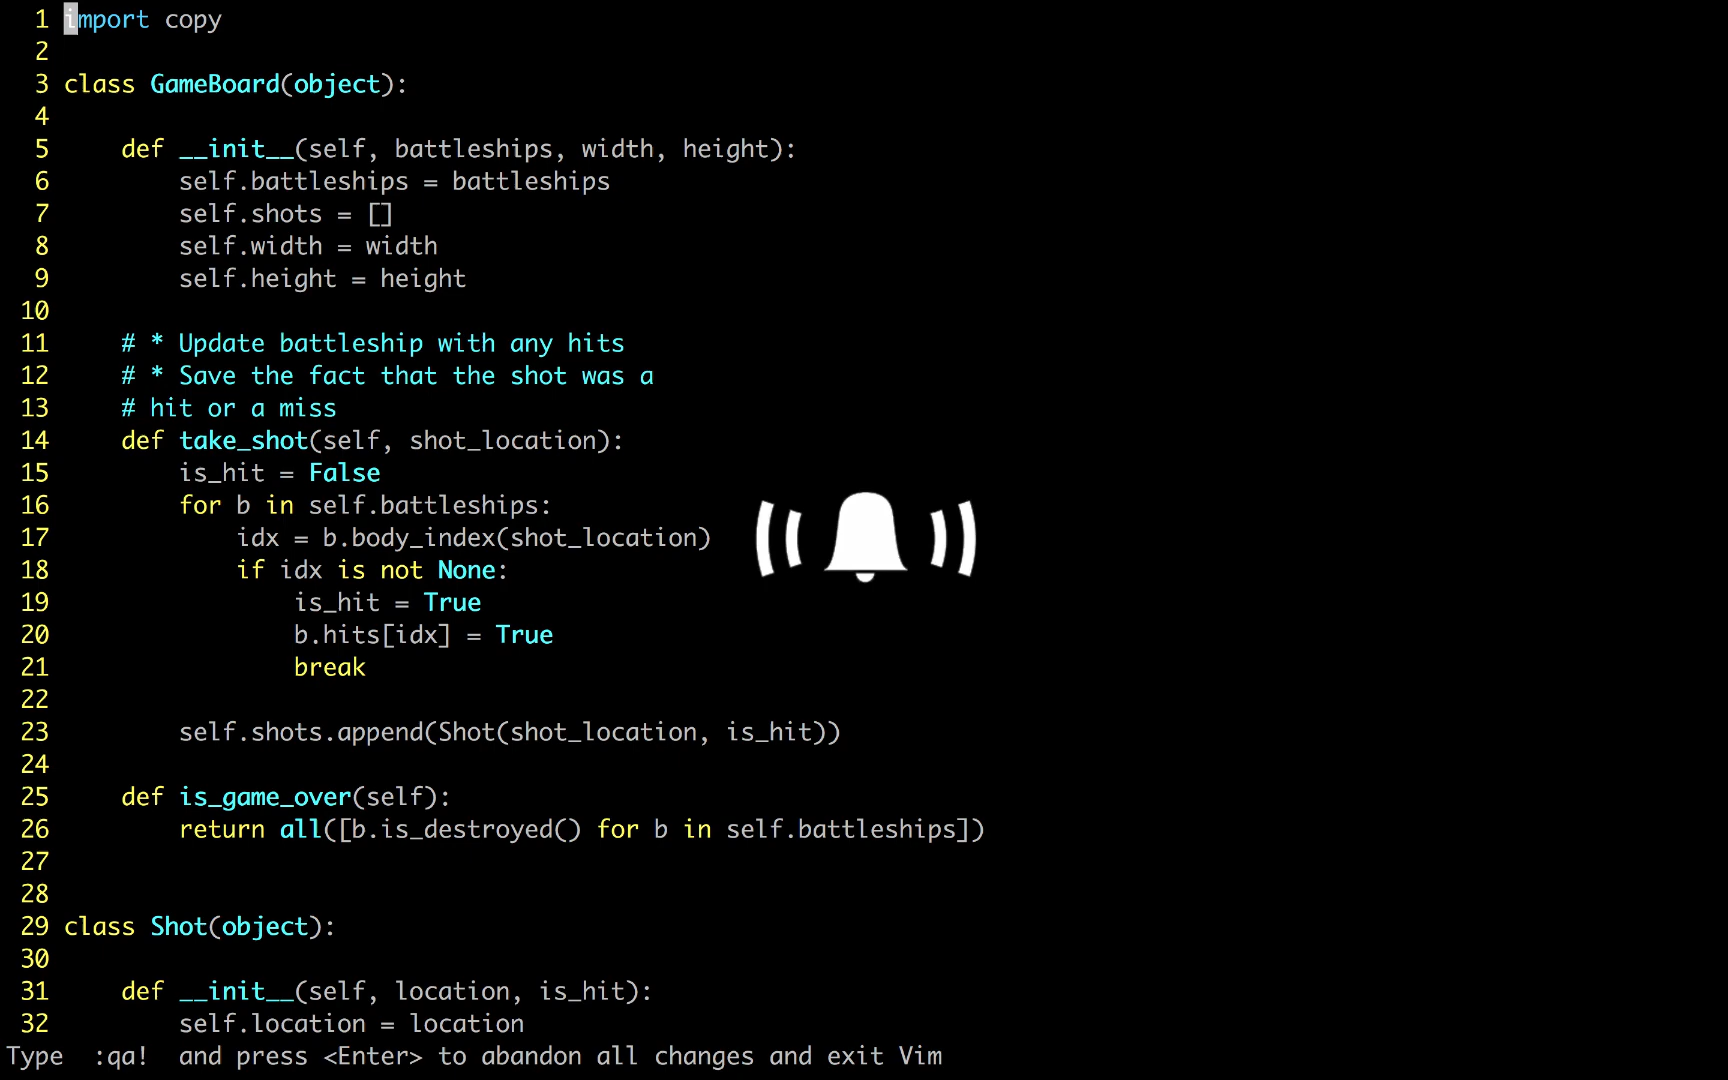 1 import copy
2
3 class GameBoard(object):
4
5     def __init__(self, battleships, width, height):
6         self.battleships = battleships
7         self.shots = []
8         self.width = width
9         self.height = height
10
11     # * Update battleship with any hits
12     # * Save the fact that the shot was a
13     # hit or a miss
14     def take_shot(self, shot_location):
15         is_hit = False
16         for b in self.battleships:
17             idx = b.body_index(shot_location)
18             if idx is not None:
19                 is_hit = True
20                 b.hits[idx] = True
21                 break
22
23         self.shots.append(Shot(shot_location, is_hit))
24
25     def is_game_over(self):
26         return all([b.is_destroyed() for b in self.battleships])
27
28
29 class Shot(object):
30
31     def __init__(self, location, is_hit):
32         self.location = location
Type  :qa!  and press <Enter> to abandon all changes and exit Vim